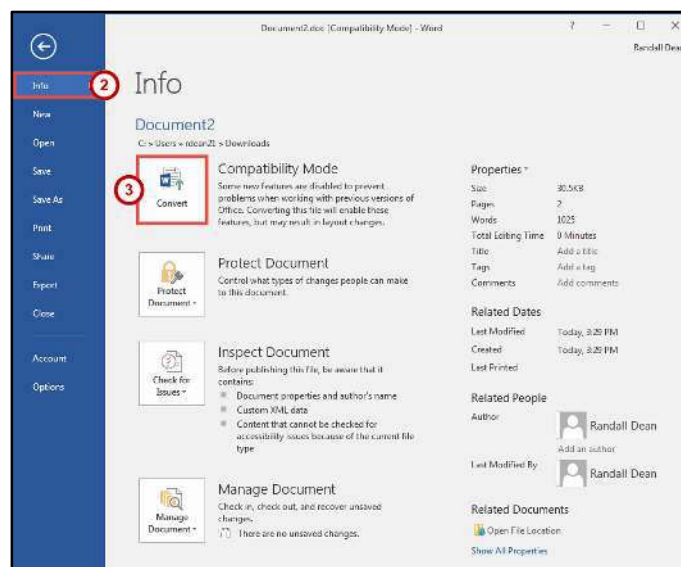 Document2.doc [Compatibility Mode] - Word
?
Randall Dean
Info
2
New
Open
Save
Save As
Print
Share
Export
Close
Account
Options
Info
Document2
C: » Users » rdean21 » Downloads
3
Convert
Compatibility Mode
Some new features are disabled to prevent
problems when working with previous versions of
Office. Converting this file will enable these
features, but may result in layout changes.
Protect
Document
Protect Document
Control what types of changes people can make
to this document.
Check for
Issues
Inspect Document
Before publishing this file, be aware that it
contains:
Document properties and author's name
Custom XML data
Content that cannot be checked for
accessibility issues because of the current file
type
Manage
Document
Manage Document
Check in, check out, and recover unsaved
changes.
There are no unsaved changes.
Properties
Size 30.5KB
Pages 2
Words 1025
Total Editing Time 0 Minutes
Title Add a title
Tags Add a tag
Comments Add comments
Related Dates
Last Modified Today, 3:29 PM
Created Today, 3:29 PM
Last Printed
Related People
Author Randall Dean
Add an author
Last Modified By Randall Dean
Related Documents
Open File Location
Show All Properties